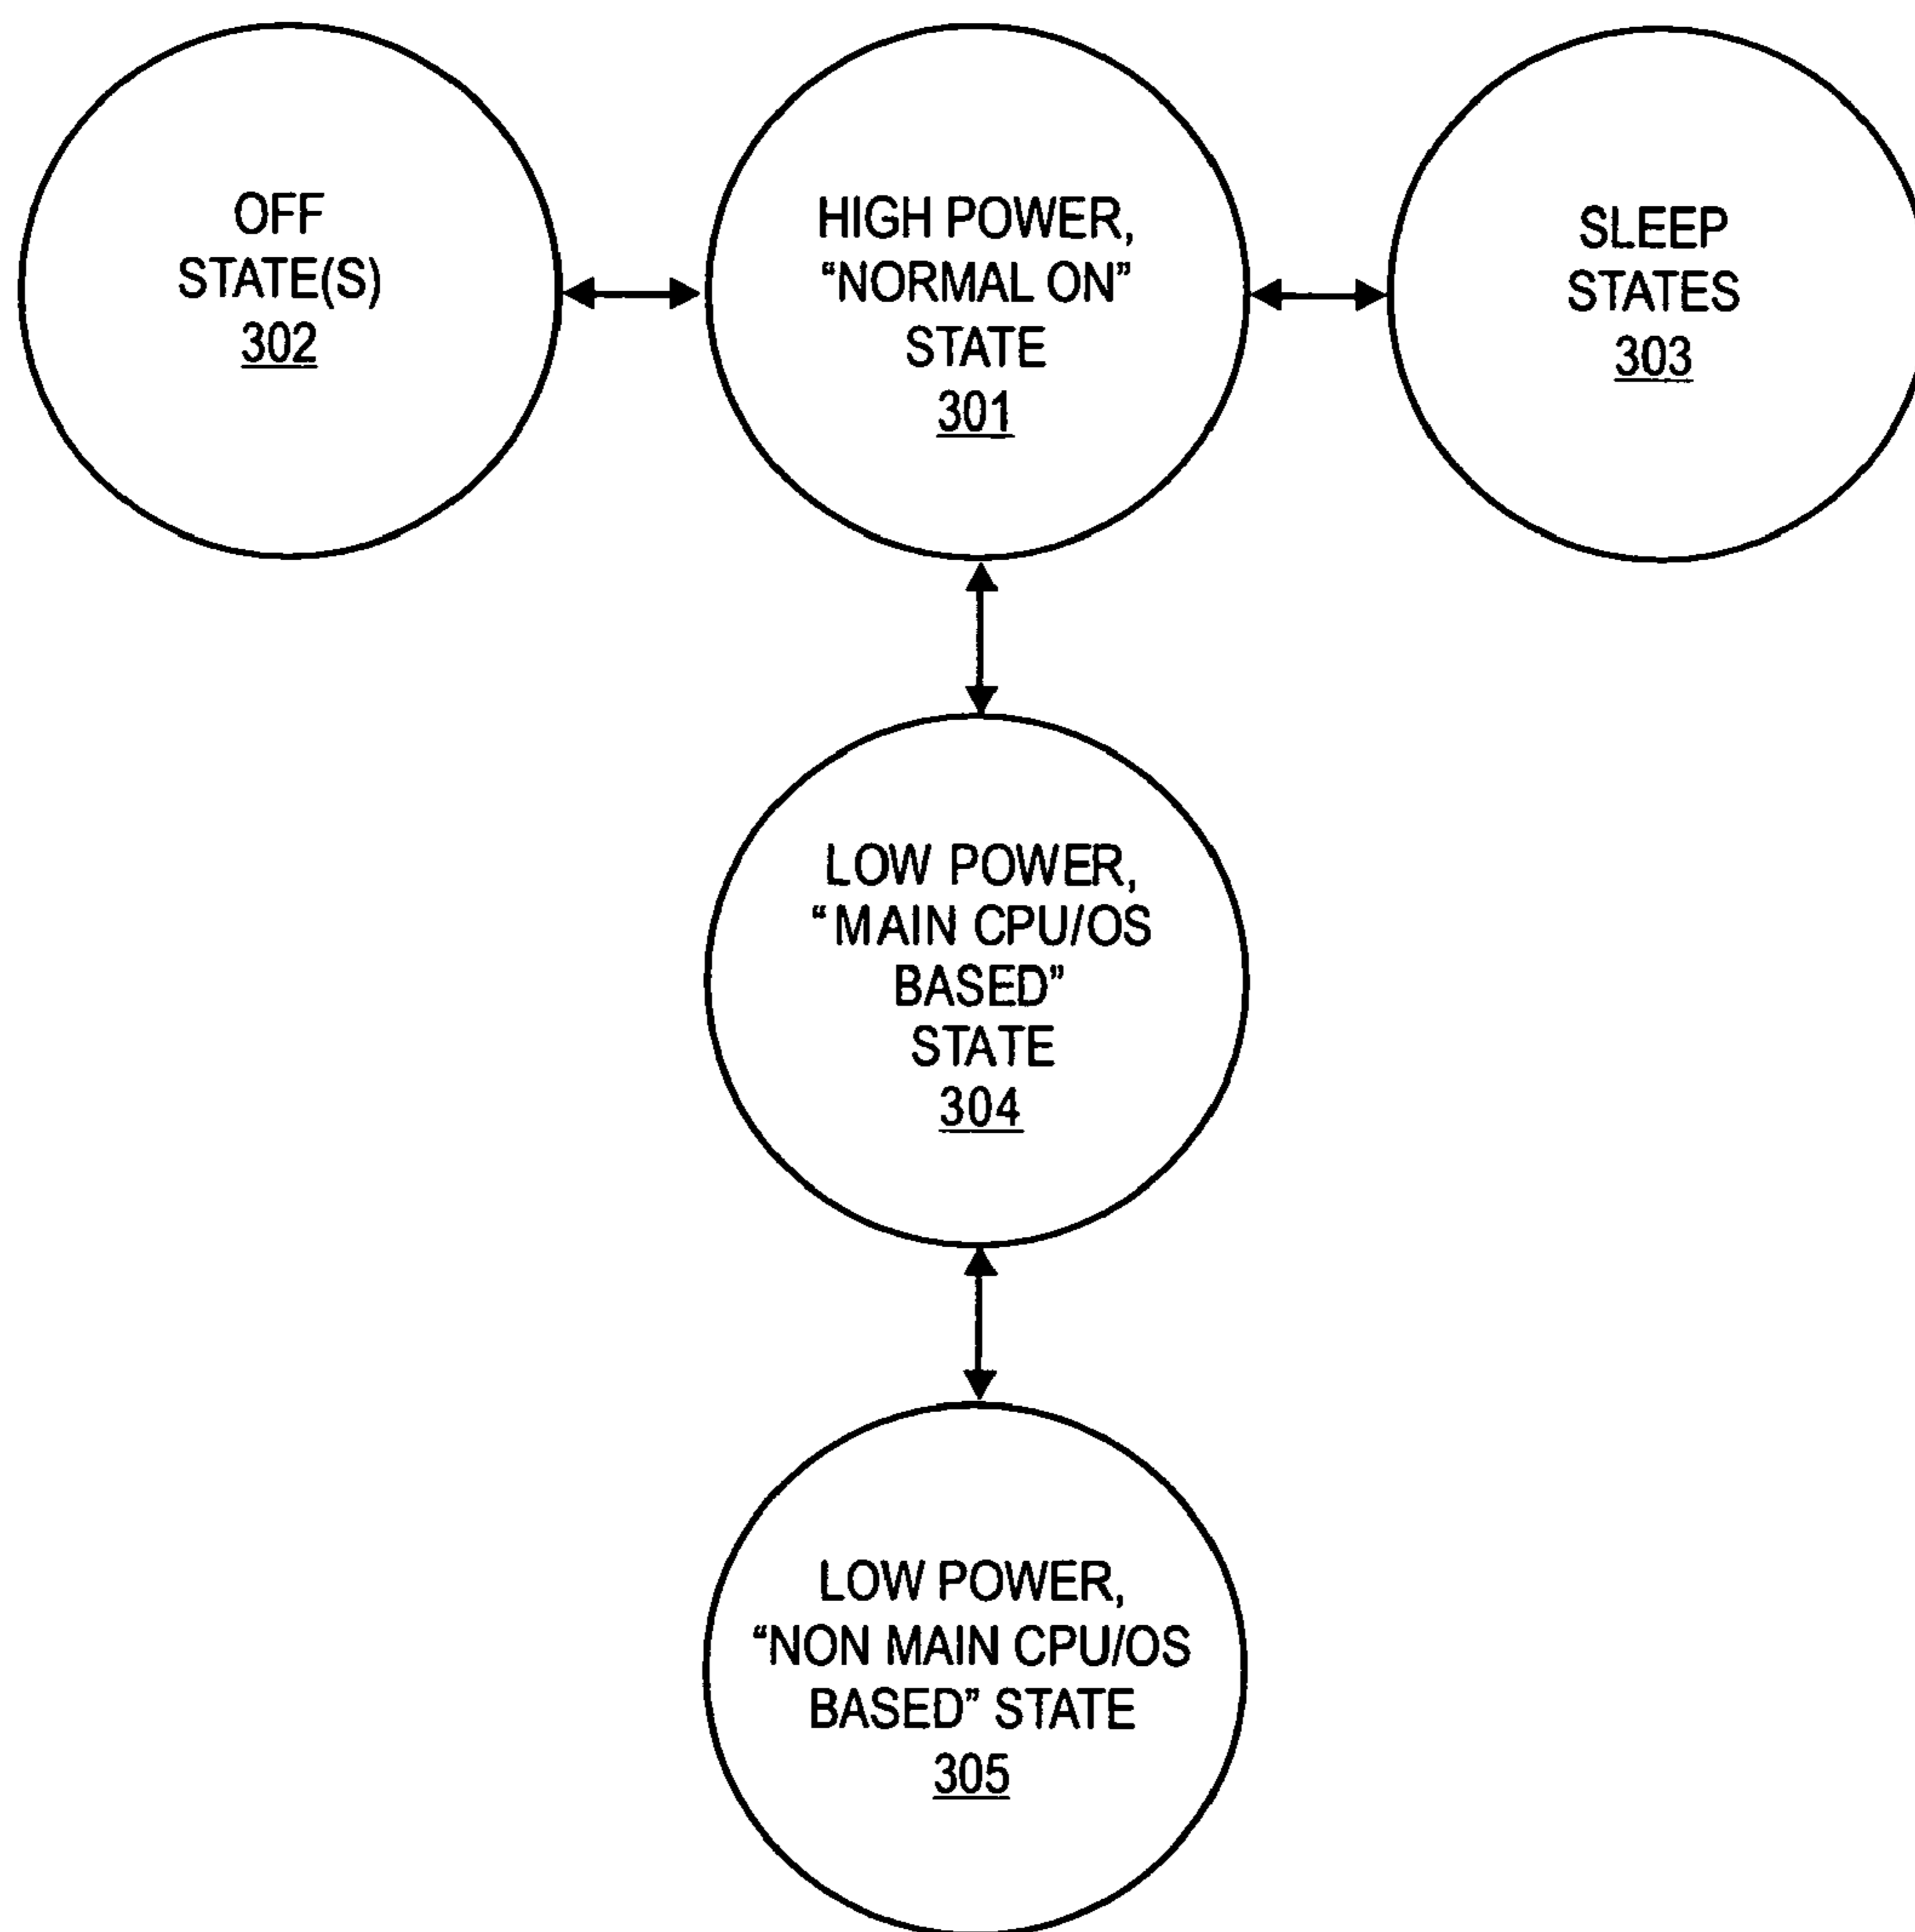 OFF
STATE(S)
302
HIGH POWER,
“NORMAL ON”
STATE
301
SLEEP
STATES
303
LOW POWER,
“MAIN CPU/OS
BASED”
STATE
304
LOW POWER,
“NON MAIN CPU/OS
BASED” STATE
305